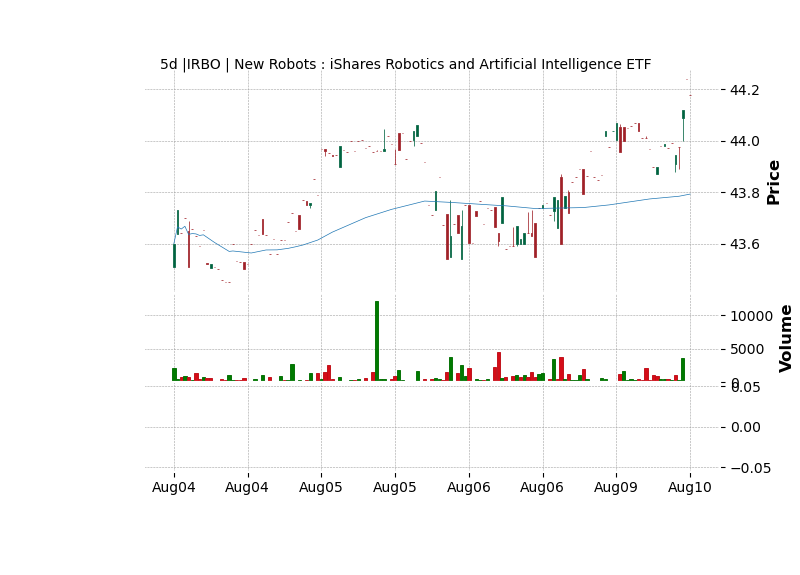 5d |IRBO | New Robots : iShares Robotics and Artificial Intelligence ETF
44.2
44.0
43.8
43.6
Price
10000
5000
0
Volume
0.05
0.00
−0.05
Aug04 Aug04 Aug05 Aug05 Aug06 Aug06 Aug09 Aug10